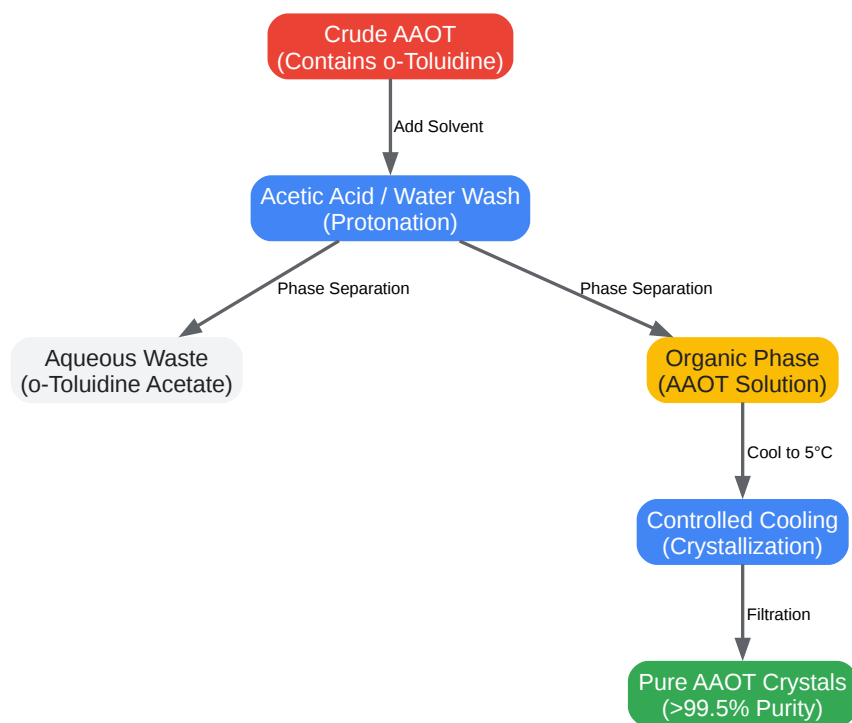 Crude AAOT
(Contains o-Toluidine)
Add Solvent
Acetic Acid / Water Wash
(Protonation)
Phase Separation
Phase Separation
Aqueous Waste
(o-Toluidine Acetate)
Organic Phase
(AAOT Solution)
Cool to 5°C
Controlled Cooling
(Crystallization)
Filtration
Pure AAOT Crystals
(>99.5% Purity)